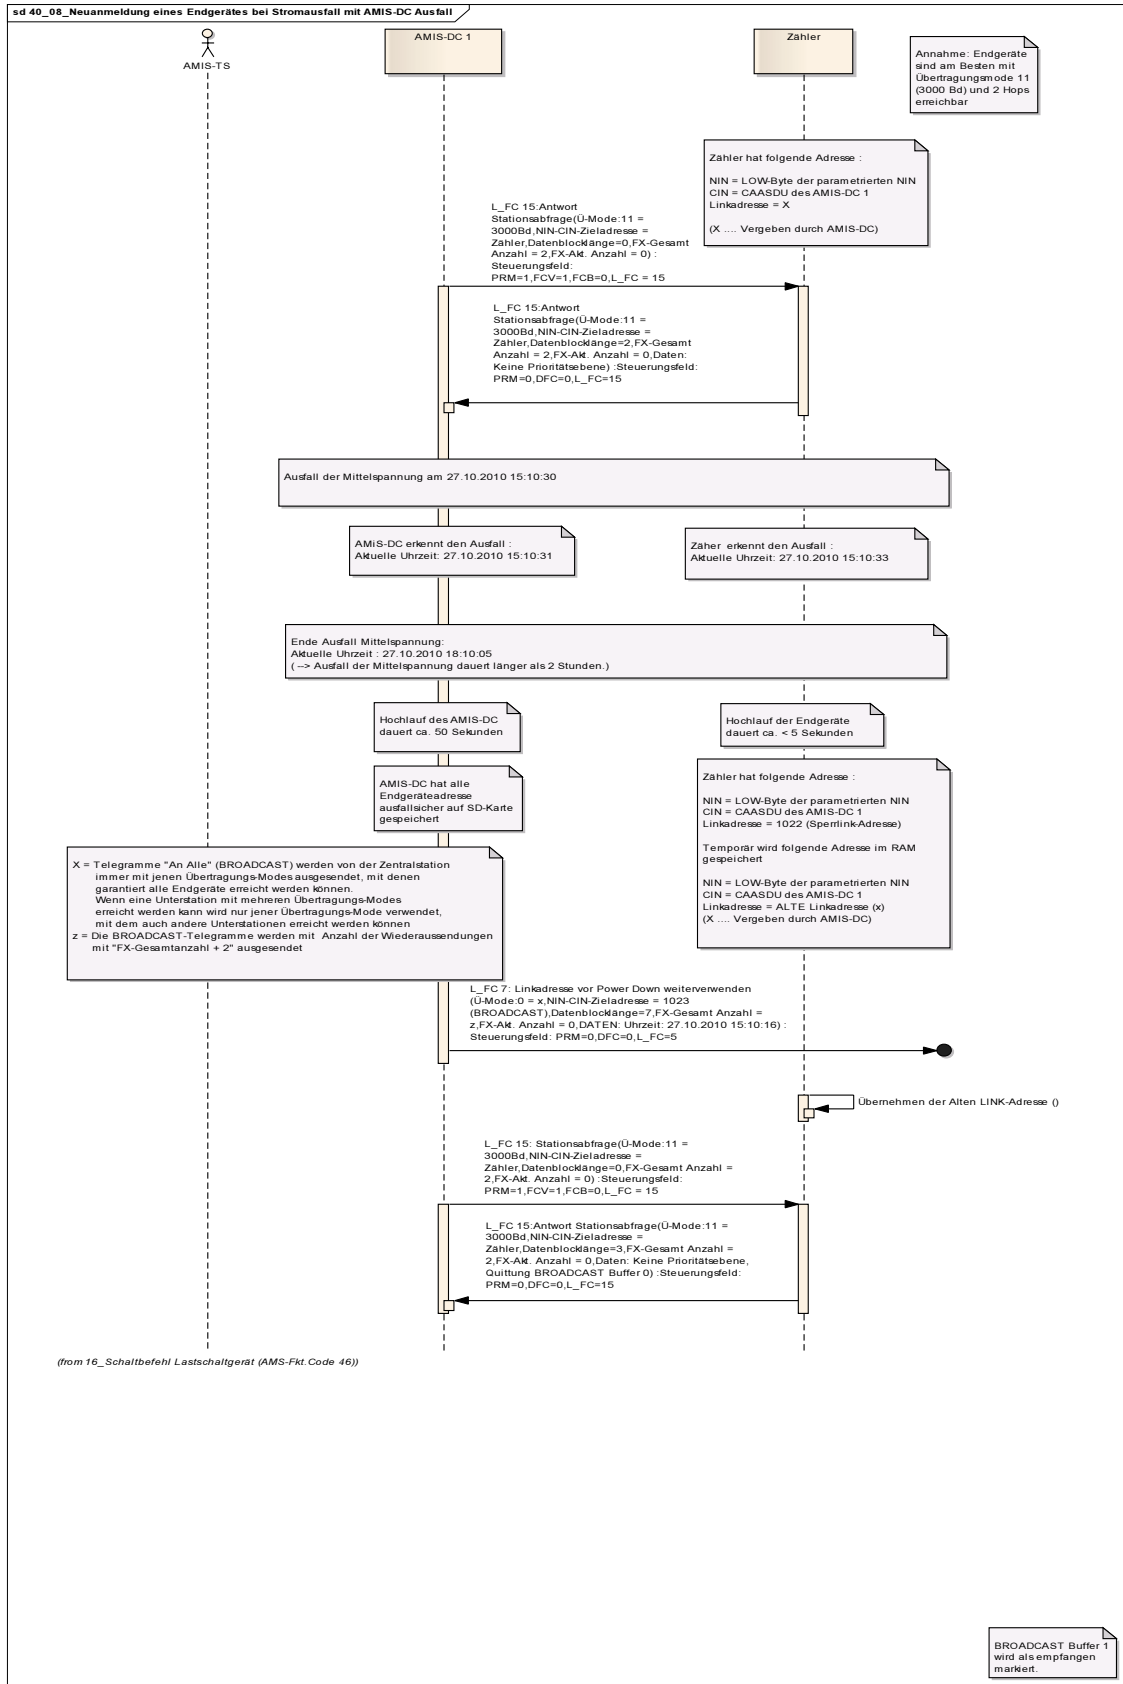 sd 40_08_Neuanmeldung eines Endgerätes bei Stromausfall mit AMIS-DC Ausfall
AMIS-TS
AMIS-DC 1
Zähler
Annahme: Endgeräte
sind am Besten mit
Übertragungsmode 11
(3000 Bd) und 2 Hops
erreichbar
Zähler hat folgende Adresse :
NIN = LOW-Byte der parametrierten NIN
CIN = CAASDU des AMIS-DC 1
Linkadresse = X
(X .... Vergeben durch AMIS-DC)
L_FC 15:Antwort
Stationsabfrage(Ü-Mode:11 =
3000Bd,NIN-CIN-Zieladresse =
Zähler,Datenblocklänge=0,FX-Gesamt
Anzahl = 2,FX-Akt. Anzahl = 0) :
Steuerungsfeld:
PRM=1,FCV=1,FCB=0,L_FC = 15
L_FC 15:Antwort
Stationsabfrage(Ü-Mode:11 =
3000Bd,NIN-CIN-Zieladresse =
Zähler,Datenblocklänge=2,FX-Gesamt
Anzahl = 2,FX-Akt. Anzahl = 0,Daten:
Keine Prioritätsebene) :Steuerungsfeld:
PRM=0,DFC=0,L_FC=15
Ausfall der Mittelspannung am 27.10.2010 15:10:30
AMiS-DC erkennt den Ausfall :
Aktuelle Uhrzeit: 27.10.2010 15:10:31
Zäher erkennt den Ausfall :
Aktuelle Uhrzeit: 27.10.2010 15:10:33
Ende Ausfall Mittelspannung:
Aktuelle Uhrzeit : 27.10.2010 18:10:05
( --> Ausfall der Mittelspannung dauert länger als 2 Stunden.)
Hochlauf des AMIS-DC
dauert ca. 50 Sekunden
Hochlauf der Endgeräte
dauert ca. < 5 Sekunden
AMIS-DC hat alle
Endgeräteadresse
ausfallsicher auf SD-Karte
gespeichert
Zähler hat folgende Adresse :
NIN = LOW-Byte der parametrierten NIN
CIN = CAASDU des AMIS-DC 1
Linkadresse = 1022 (Sperrlink-Adresse)
Temporär wird folgende Adresse im RAM
gespeichert
NIN = LOW-Byte der parametrierten NIN
CIN = CAASDU des AMIS-DC 1
Linkadresse = ALTE Linkadresse (x)
(X .... Vergeben durch AMIS-DC)
X = Telegramme "An Alle" (BROADCAST) werden von der Zentralstation
immer mit jenen Übertragungs-Modes ausgesendet, mit denen
garantiert alle Endgeräte erreicht werden können.
Wenn eine Unterstation mit mehreren Übertragungs-Modes
erreicht werden kann wird nur jener Übertragungs-Mode verwendet,
mit dem auch andere Unterstationen erreicht werden können
z = Die BROADCAST-Telegramme werden mit Anzahl der Wiederaussendungen
mit "FX-Gesamtanzahl + 2" ausgesendet
L_FC 7: Linkadresse vor Power Down weiterverwenden
(Ü-Mode:0 = x,NIN-CIN-Zieladresse = 1023
(BROADCAST),Datenblocklänge=7,FX-Gesamt Anzahl =
z,FX-Akt. Anzahl = 0,DATEN: Uhrzeit: 27.10.2010 15:10:16) :
Steuerungsfeld: PRM=0,DFC=0,L_FC=5
Übernehmen der Alten LINK-Adresse ()
L_FC 15: Stationsabfrage(Ü-Mode:11 =
3000Bd,NIN-CIN-Zieladresse =
Zähler,Datenblocklänge=0,FX-Gesamt Anzahl =
2,FX-Akt. Anzahl = 0) :Steuerungsfeld:
PRM=1,FCV=1,FCB=0,L_FC = 15
L_FC 15:Antwort Stationsabfrage(Ü-Mode:11 =
3000Bd,NIN-CIN-Zieladresse =
Zähler,Datenblocklänge=3,FX-Gesamt Anzahl =
2,FX-Akt. Anzahl = 0,Daten: Keine Prioritätsebene,
Quittung BROADCAST Buffer 0) :Steuerungsfeld:
PRM=0,DFC=0,L_FC=15
(from 16_Schaltbefehl Lastschaltgerät (AMS-Fkt.Code 46))
BROADCAST Buffer 1
wird als empfangen
markiert.